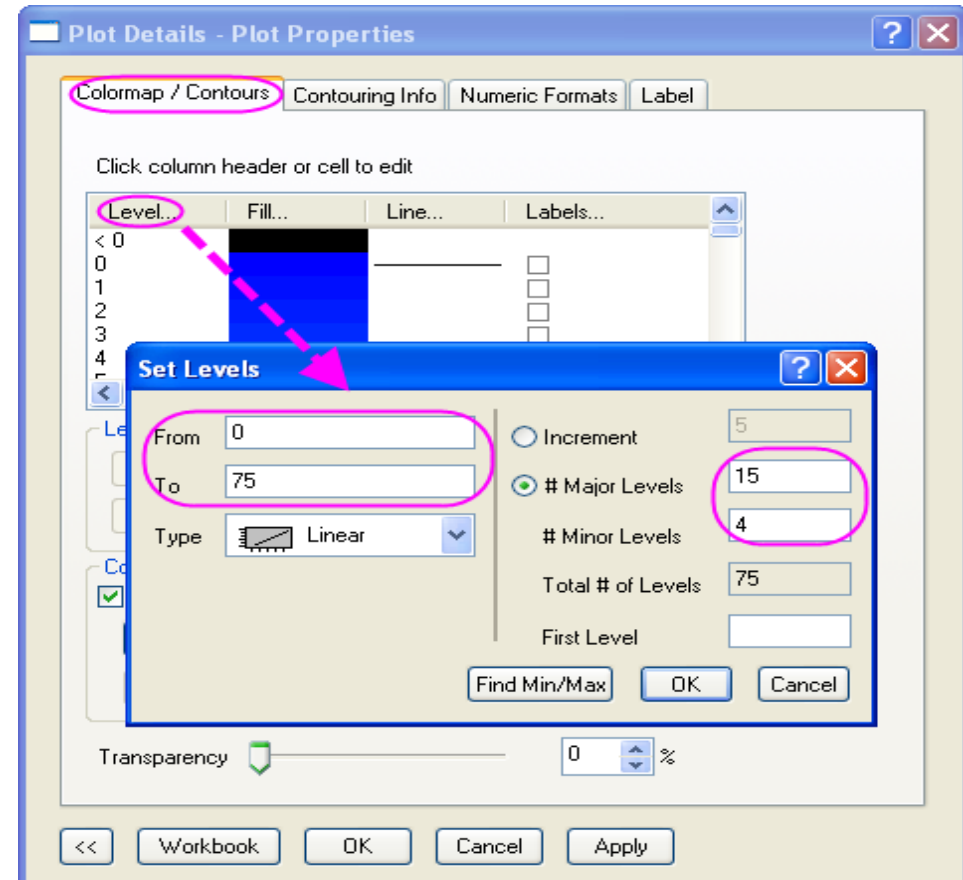 Plot Details - Plot Properties
Colormap / Contours Contouring Info Numeric Formats Label
Click column header or cell to edit
Level... Fill... Line... Labels...
< 0
0
1
2
3
4
Set Levels
From 0
To 75
Type Linear
Increment 5
# Major Levels 15
# Minor Levels 4
Total # of Levels 75
First Level
Find Min/Max OK Cancel
Le
Co
Transparency 0 %
<< Workbook OK Cancel Apply